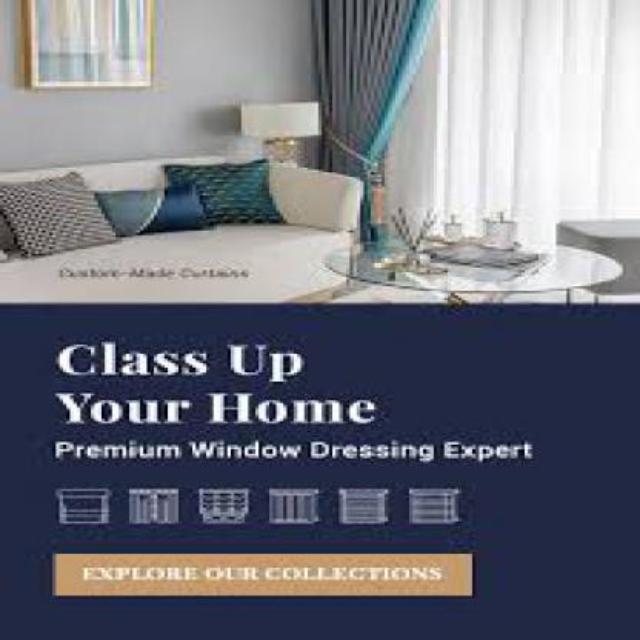 Custom-Made Curtains
Class Up
Your Home
Premium Window Dressing Expert
EXPLORE OUR COLLECTIONS